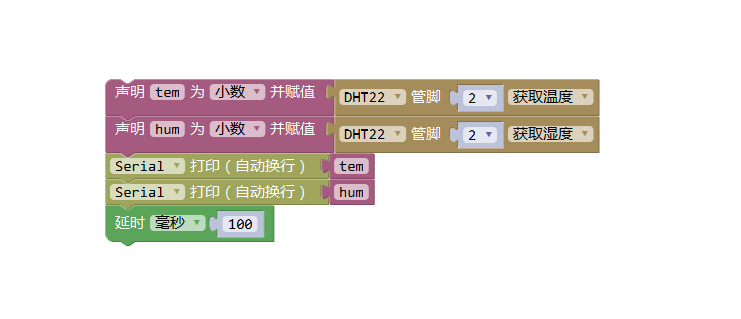 声明 tem 为 小数 并赋值 DHT22 管脚 2 获取温度
声明 hum 为 小数 并赋值 DHT22 管脚 2 获取湿度
Serial 打印（自动换行） tem
Serial 打印（自动换行） hum
延时 毫秒 100